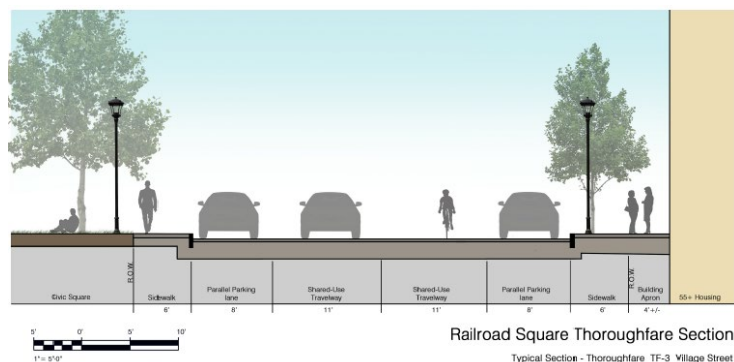 R.O.W.
R.O.W.
Civic Square
Sidewalk
Parallel Parking
lane
Shared-Use
Travelway
Shared-Use
Travelway
Parallel Parking
lane
Sidewalk
Building
Apron
55+ Housing
6'
8'
11'
11'
8'
6'
4'+/-
5'
0'
5'
10'
1"= 5'-0"
Railroad Square Thoroughfare Section
Typical Section - Thoroughfare TF-3 Village Street